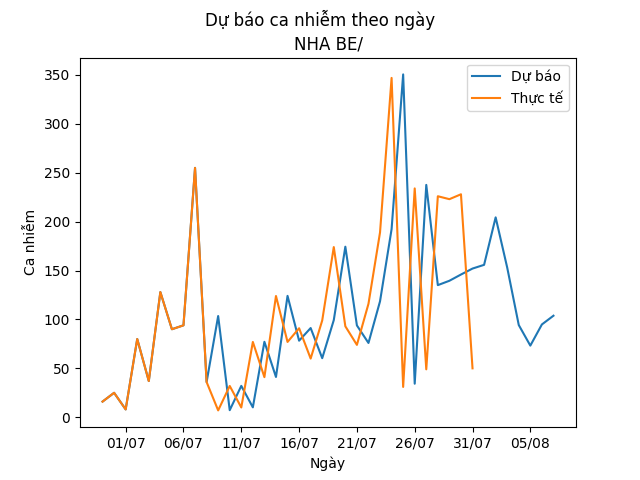 Dự báo ca nhiễm theo ngày
NHA BE/
Dự báo
Thực tế
Ca nhiễm
350
300
250
200
150
100
50
0
01/07 06/07 11/07 16/07 21/07 26/07 31/07 05/08
Ngày